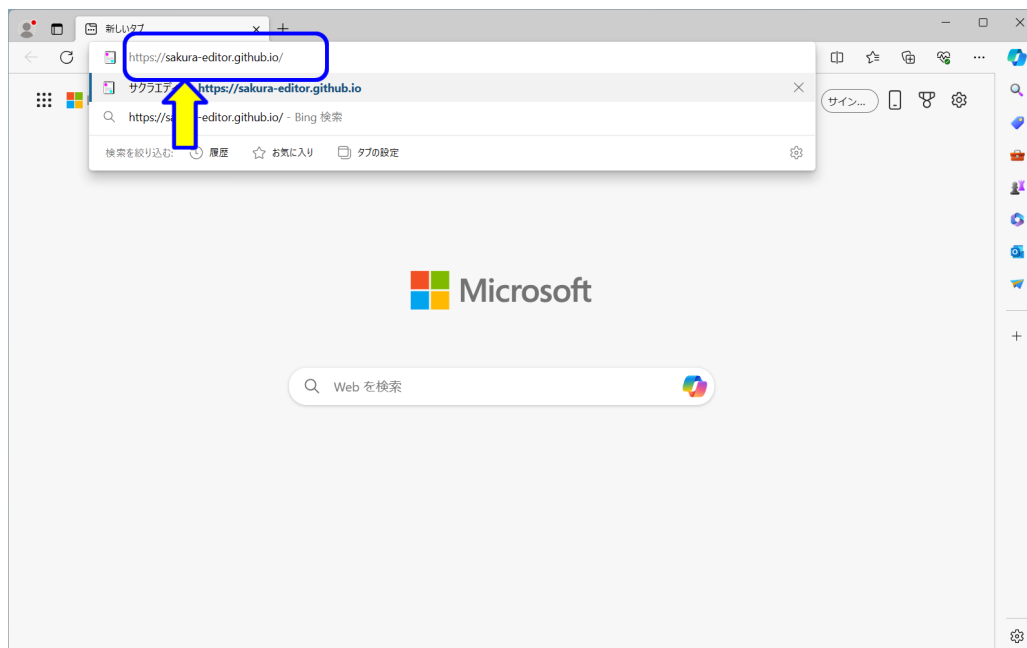 新しいタブ
https://sakura-editor.github.io/
サクラエデ https://sakura-editor.github.io
https://sa -editor.github.io/ - Bing 検索
サイン...
検索を絞り込む: 履歴 お気に入り タブの設定
Microsoft
Web を検索